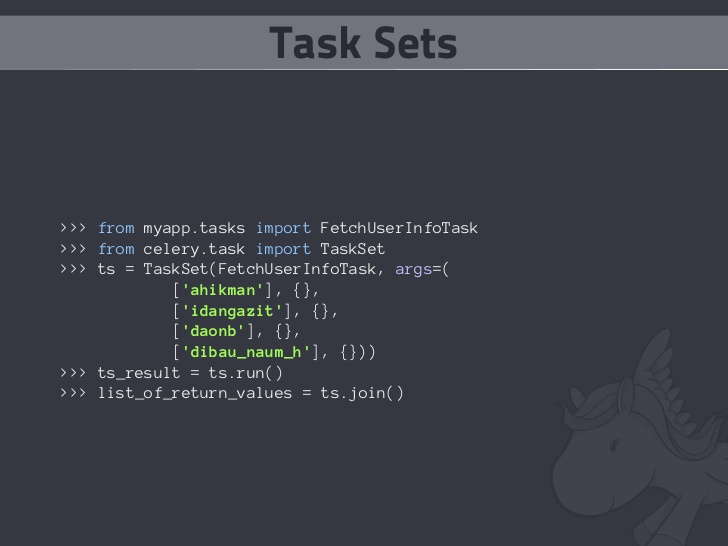 Task Sets
>>> from myapp.tasks import FetchUserInfoTask
>>> from celery.task import TaskSet
>>> ts = TaskSet(FetchUserInfoTask, args=(
['ahikman'], {},
['idangazit'], {},
['daonb'], {},
['dibau_naum_h'], {}))
>>> ts_result = ts.run()
>>> list_of_return_values = ts.join()